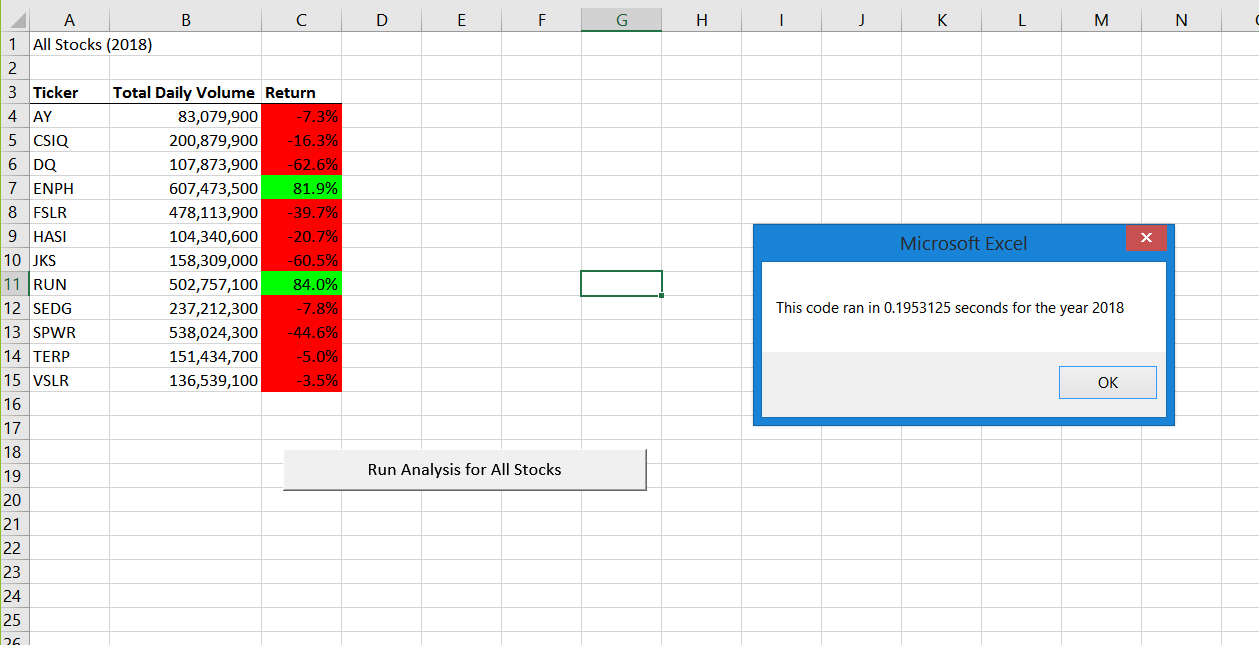 A B C D E F G H I J K L M N
1 All Stocks (2018)
2
3 Ticker Total Daily Volume Return
4 AY 83,079,900 -7.3%
5 CSIQ 200,879,900 -16.3%
6 DQ 107,873,900 -62.6%
7 ENPH 607,473,500 81.9%
8 FSLR 478,113,900 -39.7%
9 HASI 104,340,600 -20.7%
10 JKS 158,309,000 -60.5%
11 RUN 502,757,100 84.0%
12 SEDG 237,212,300 -7.8%
13 SPWR 538,024,300 -44.6%
14 TERP 151,434,700 -5.0%
15 VSLR 136,539,100 -3.5%
16
17
18
19
20
21
22
23
24
25
26
Run Analysis for All Stocks
Microsoft Excel
This code ran in 0.1953125 seconds for the year 2018
OK